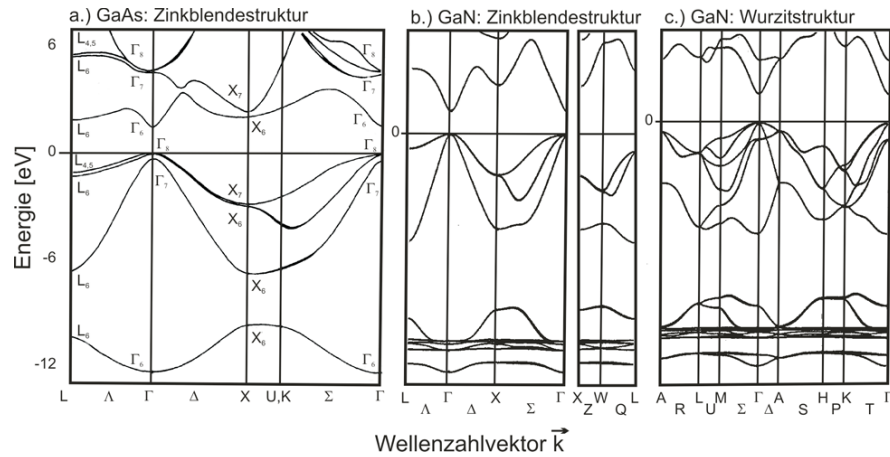 a.) GaAs: Zinkblendestruktur
b.) GaN: Zinkblendestruktur
c.) GaN: Wurzitstruktur
Energie [eV]
6
0
-6
-12
L4,5
L6
L6
L4,5
L6
L6
L6
Γ8
Γ7
Γ6
Γ8
Γ7
Γ6
X7
X6
X7
X6
X6
X6
Γ8
Γ7
Γ6
Γ8
Γ7
Γ6
0
0
L Λ Γ Δ X U,K Σ Γ
L Λ Γ Δ X Σ Γ
X Z W Q L
A R L U M Σ Γ Δ A S H P K T Γ
Wellenzahlvektor k